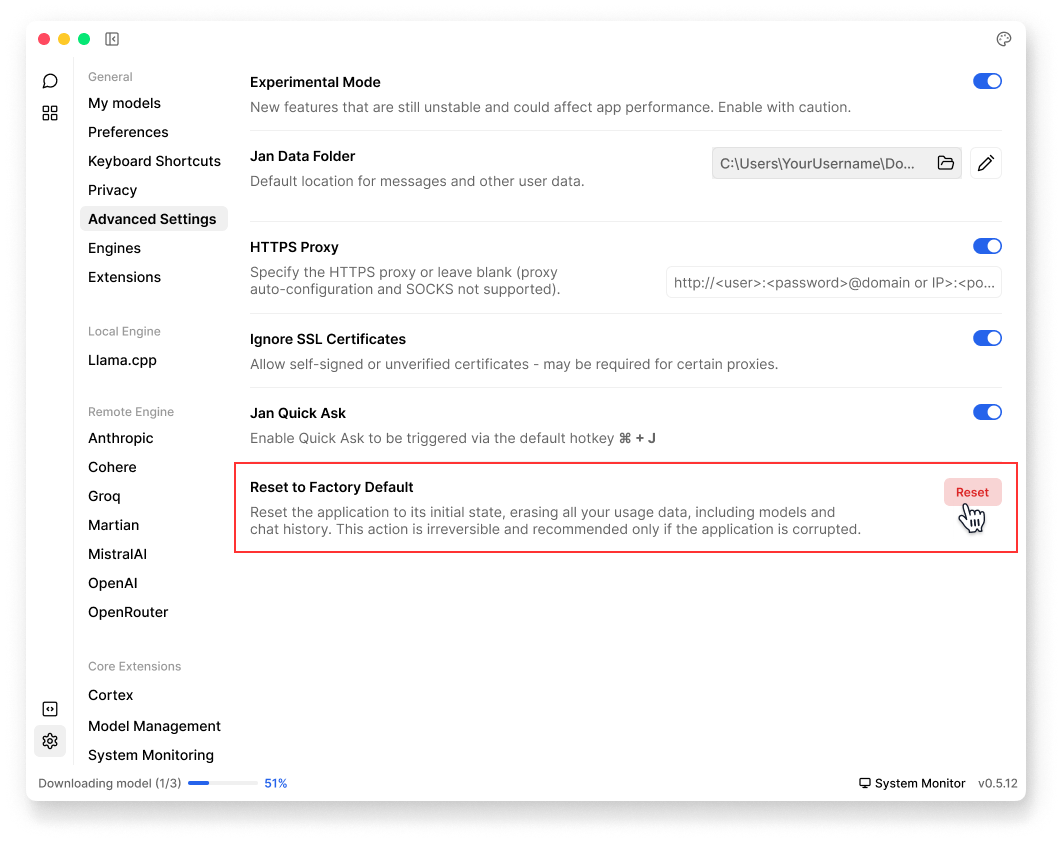 General
My models
Preferences
Keyboard Shortcuts
Privacy
Advanced Settings
Engines
Extensions
Local Engine
Llama.cpp
Remote Engine
Anthropic
Cohere
Groq
Martian
MistralAI
OpenAI
OpenRouter
Core Extensions
Cortex
Model Management
System Monitoring
Experimental Mode
New features that are still unstable and could affect app performance. Enable with caution.
Jan Data Folder
Default location for messages and other user data.
C:\Users\YourUsername\Do...
HTTPS Proxy
Specify the HTTPS proxy or leave blank (proxy
auto-configuration and SOCKS not supported).
http://<user>:<password>@domain or IP>:<po...
Ignore SSL Certificates
Allow self-signed or unverified certificates - may be required for certain proxies.
Jan Quick Ask
Enable Quick Ask to be triggered via the default hotkey ⌘ + J
Reset to Factory Default
Reset the application to its initial state, erasing all your usage data, including models and
chat history. This action is irreversible and recommended only if the application is corrupted.
Reset
Downloading model (1/3) 51%
System Monitor v0.5.12